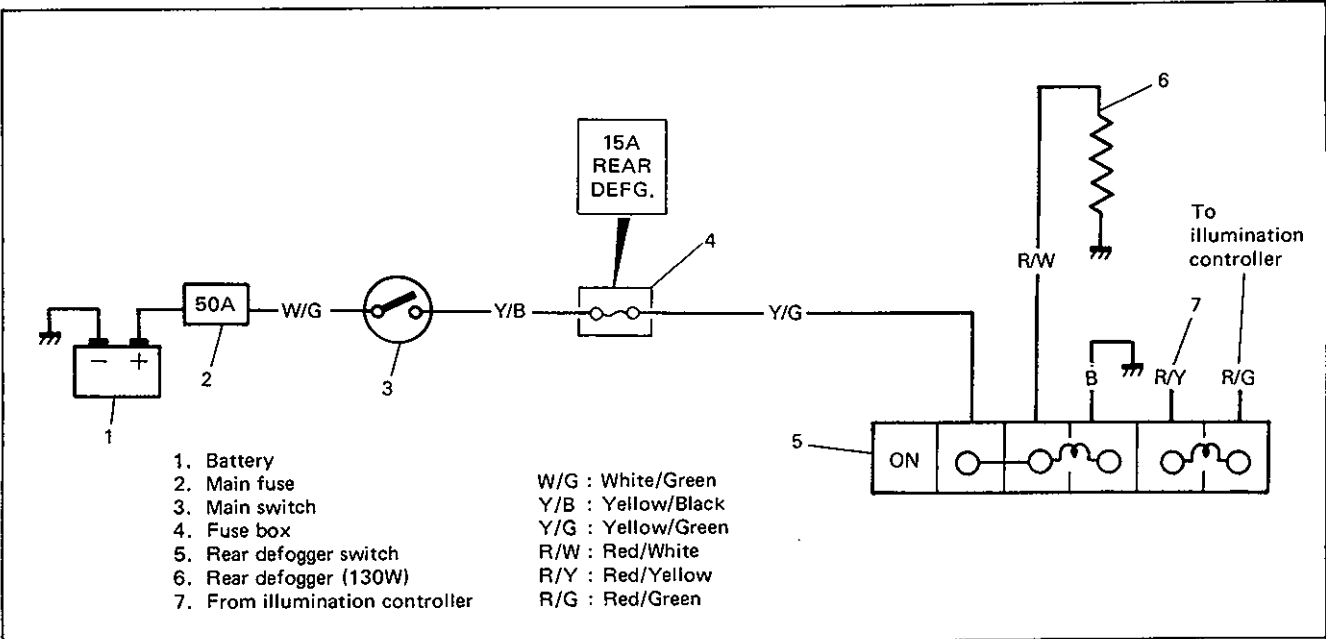 6
15A
REAR
DEFG.
To
illumination
controller
4
R/W
50A
W/G
Y/B
Y/G
7
− +
B
R/Y
R/G
2
3
1
5
ON
1. Battery
2. Main fuse
3. Main switch
4. Fuse box
5. Rear defogger switch
6. Rear defogger (130W)
7. From illumination controller
W/G : White/Green
Y/B : Yellow/Black
Y/G : Yellow/Green
R/W : Red/White
R/Y : Red/Yellow
R/G : Red/Green